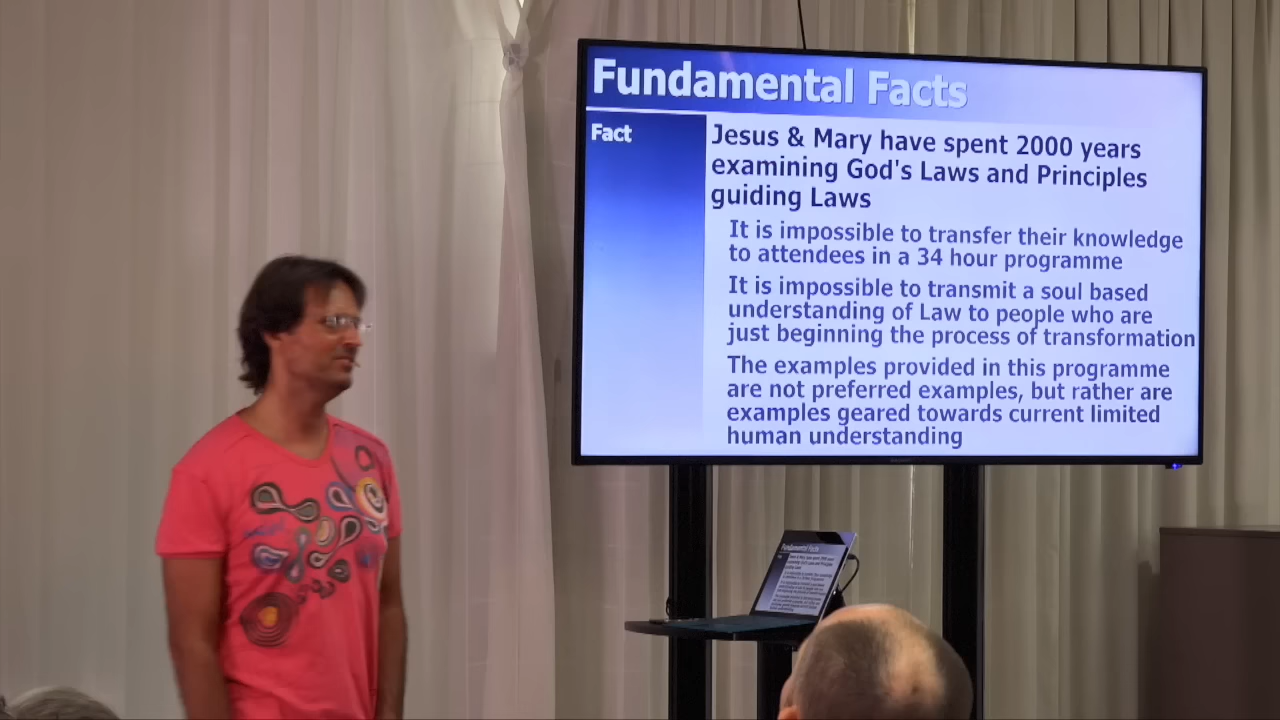 Fundamental Facts
Fact
Jesus & Mary have spent 2000 years
examining God's Laws and Principles
guiding Laws
It is impossible to transfer their knowledge
to attendees in a 34 hour programme
It is impossible to transmit a soul based
understanding of Law to people who are
just beginning the process of transformation
The examples provided in this programme
are not preferred examples, but rather are
examples geared towards current limited
human understanding
Fundamental Facts